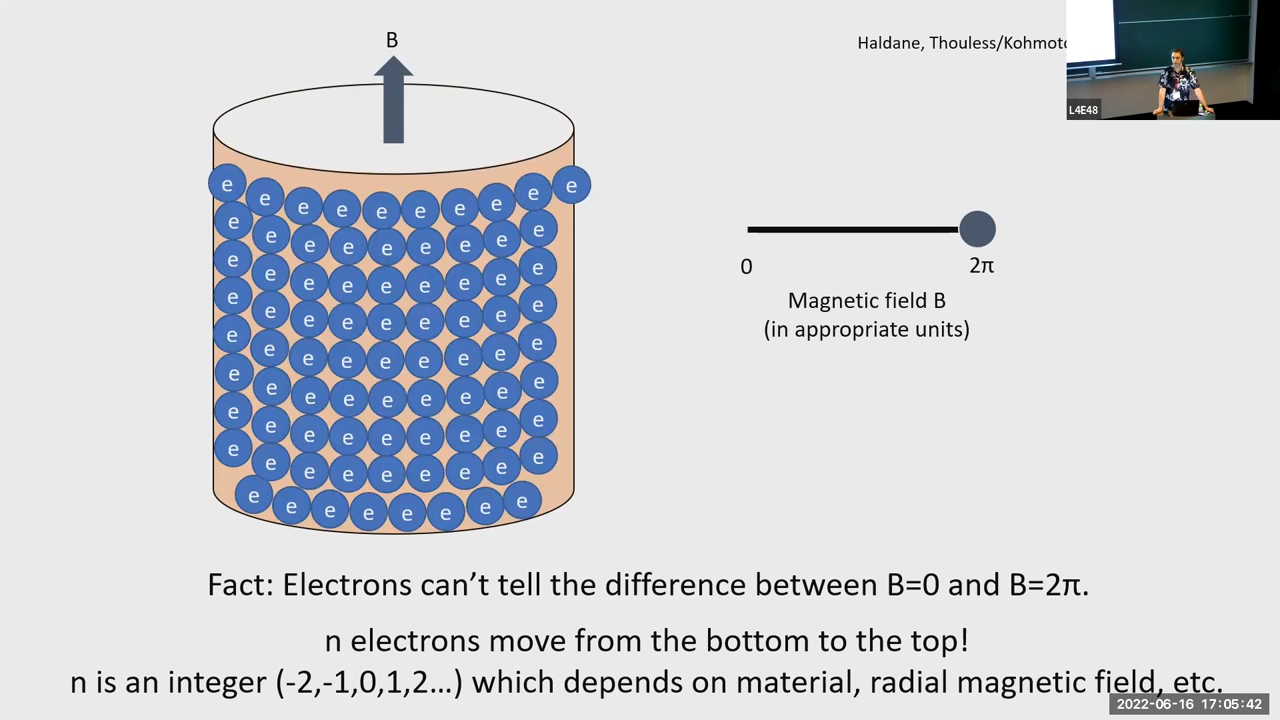 B
Haldane, Thouless/Kohmoto
L4E48
e e e e e e e e e e
e e e e e e e e e
e e e e e e e e e
e e e e e e e e e
e e e e e e e e e
e e e e e e e e e
e e e e e e e e e
e e e e e e e e e
e e e e e e e e
0 2π
Magnetic field B
(in appropriate units)
Fact: Electrons can’t tell the difference between B=0 and B=2π.
n electrons move from the bottom to the top!
n is an integer (-2,-1,0,1,2…) which depends on material, radial magnetic field, etc.
2022-06-16 17:05:42